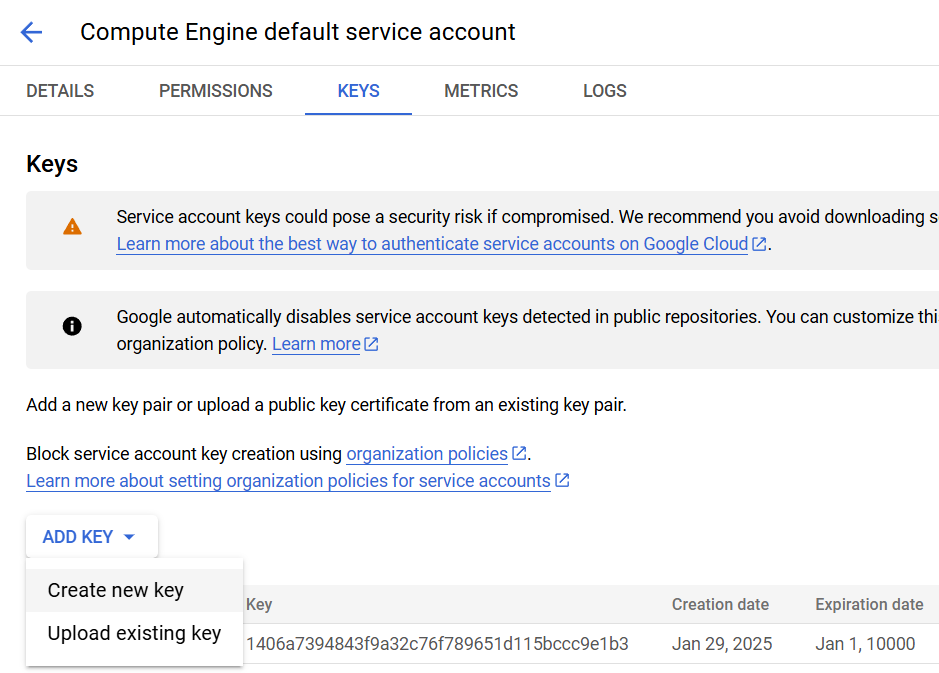 Compute Engine default service account
DETAILS PERMISSIONS KEYS METRICS LOGS
Keys
Service account keys could pose a security risk if compromised. We recommend you avoid downloading s
Learn more about the best way to authenticate service accounts on Google Cloud.
Google automatically disables service account keys detected in public repositories. You can customize thi
organization policy. Learn more
Add a new key pair or upload a public key certificate from an existing key pair.
Block service account key creation using organization policies.
Learn more about setting organization policies for service accounts
ADD KEY
Create new key
Upload existing key
Key Creation date Expiration date
1406a7394843f9a32c76f789651d115bccc9e1b3 Jan 29, 2025 Jan 1, 10000